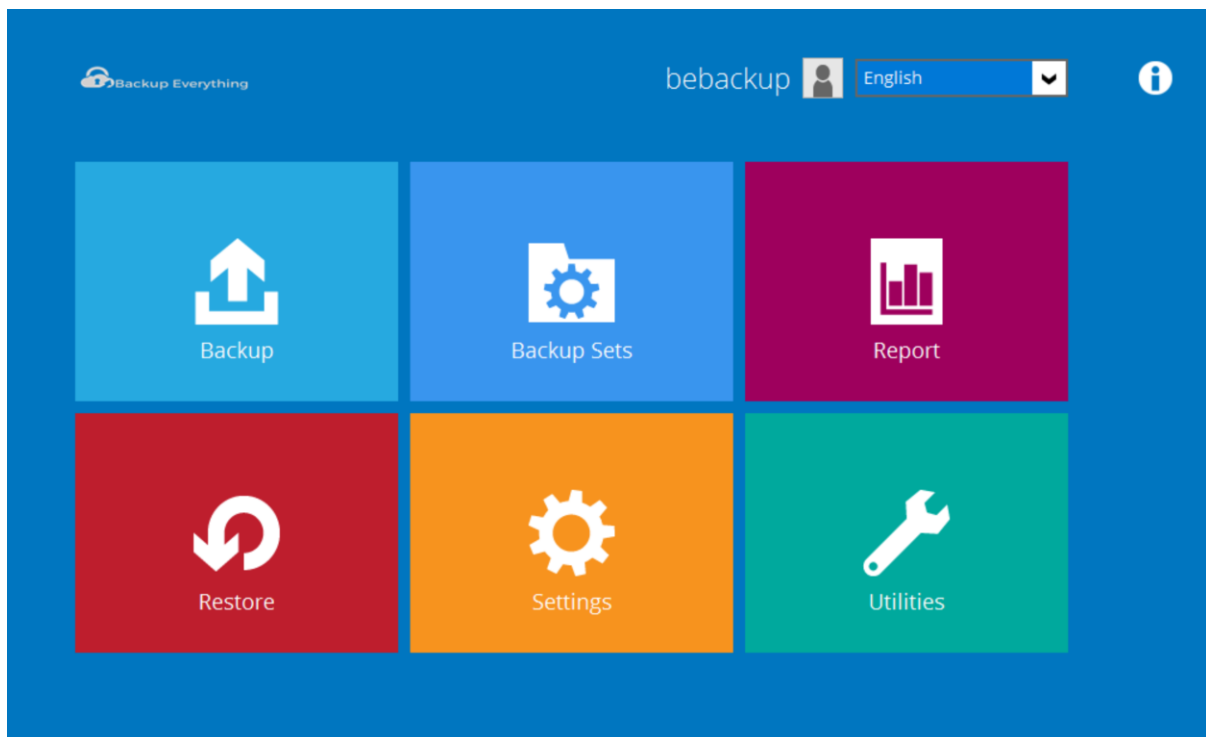 Backup Everything
bebackup
English
Backup
Backup Sets
Report
Restore
Settings
Utilities